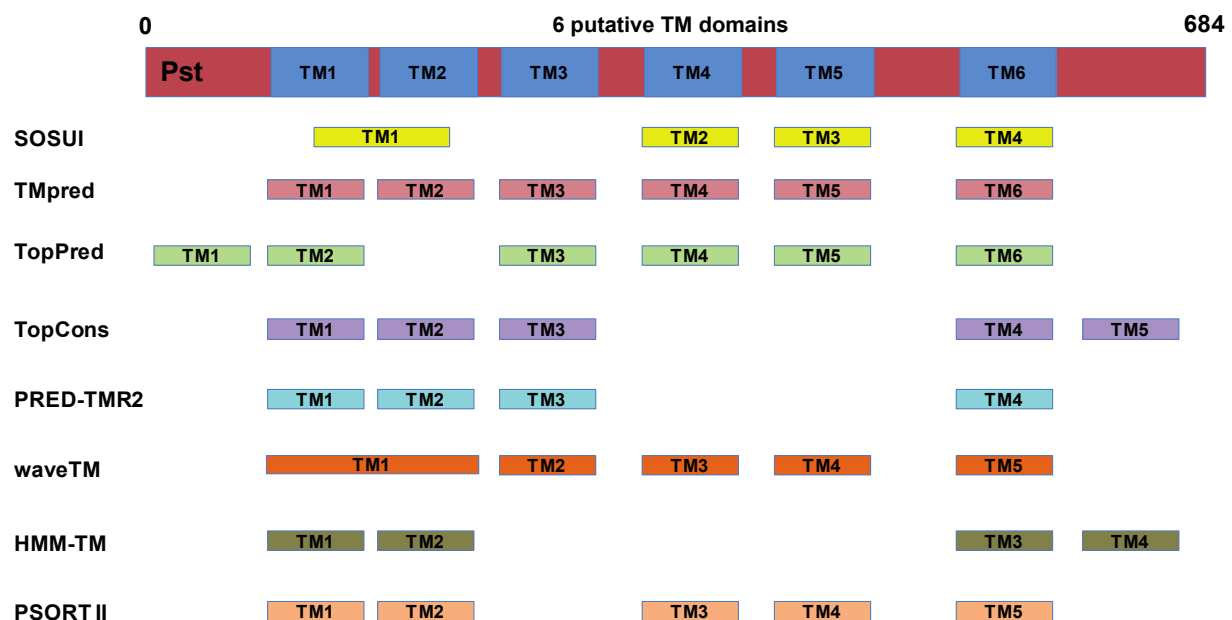 0 6 putative TM domains 684
Pst TM1 TM2 TM3 TM4 TM5 TM6
SOSUI TM1 TM2 TM3 TM4
TMpred TM1 TM2 TM3 TM4 TM5 TM6
TopPred TM1 TM2 TM3 TM4 TM5 TM6
TopCons TM1 TM2 TM3 TM4 TM5
PRED-TMR2 TM1 TM2 TM3 TM4
waveTM TM1 TM2 TM3 TM4 TM5
HMM-TM TM1 TM2 TM3 TM4
PSORT II TM1 TM2 TM3 TM4 TM5